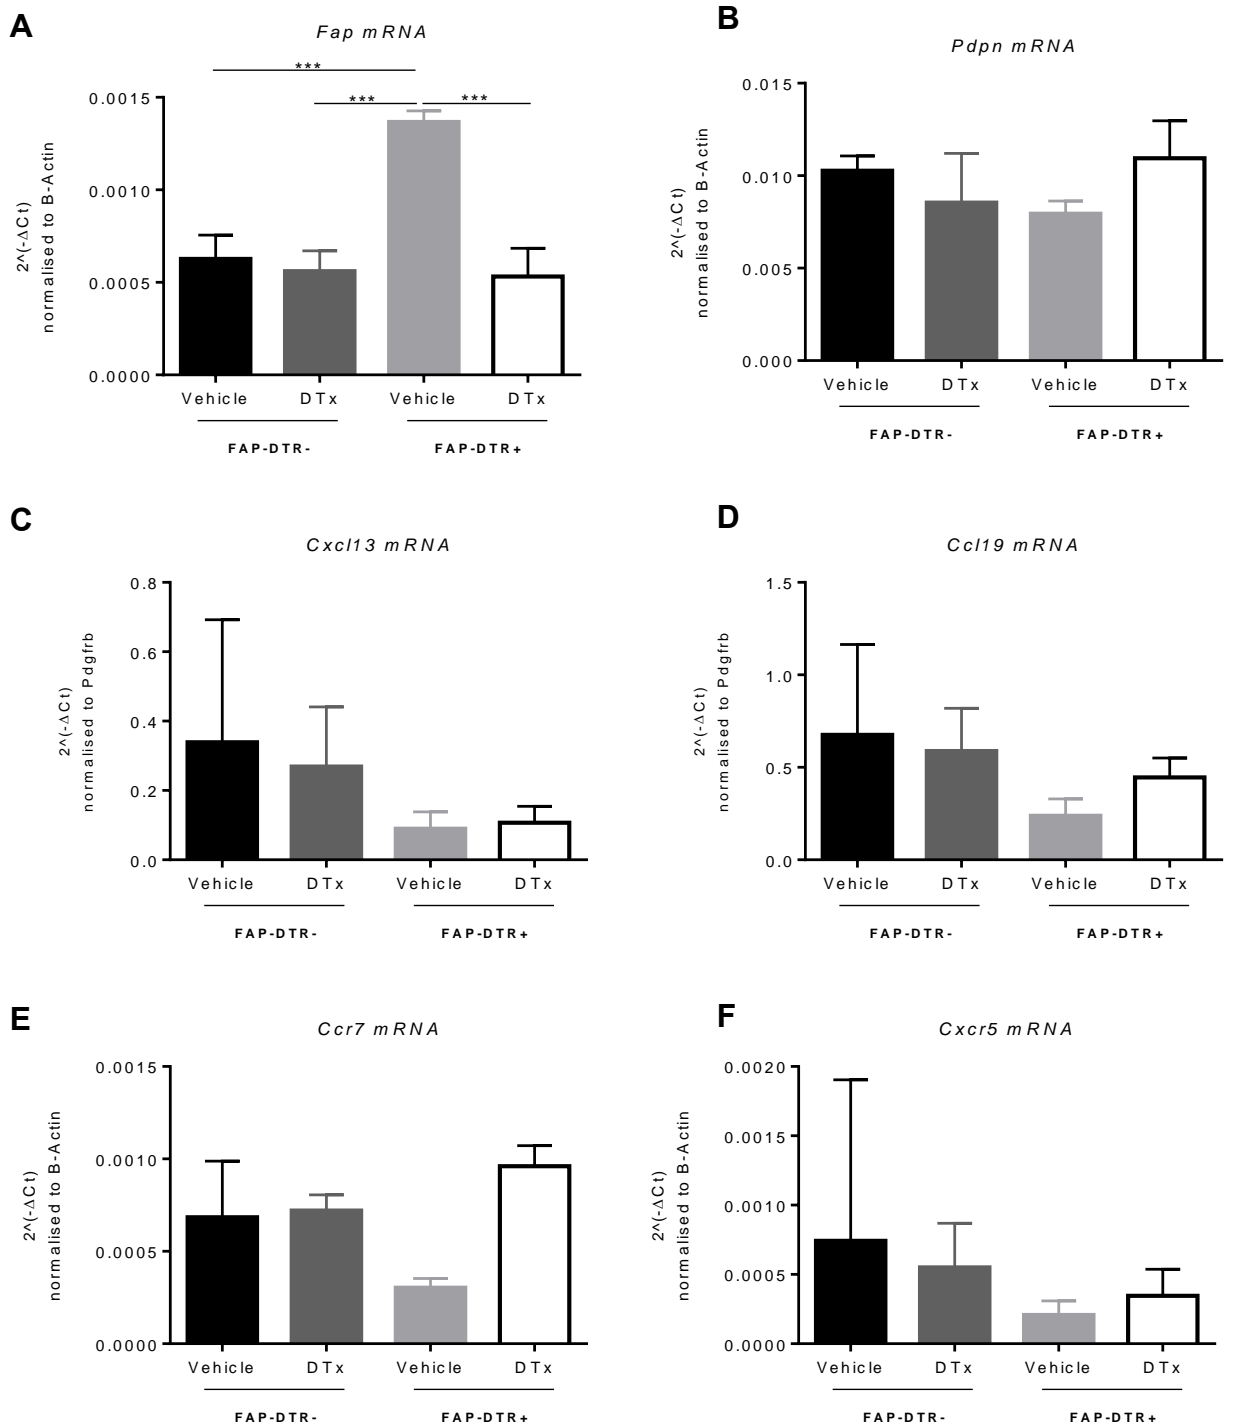 A
Fap mRNA
***
*** ***
2^(-ΔCt)
normalised to B-Actin
0.0015
0.0010
0.0005
0.0000
Vehicle DTx Vehicle DTx
FAP-DTR- FAP-DTR+
B
Pdpn mRNA
2^(-ΔCt)
normalised to B-Actin
0.015
0.010
0.005
0.000
Vehicle DTx Vehicle DTx
FAP-DTR- FAP-DTR+
C
Cxcl13 mRNA
2^(-ΔCt)
normalised to Pdgfrb
0.8
0.6
0.4
0.2
0.0
Vehicle DTx Vehicle DTx
FAP-DTR- FAP-DTR+
D
Ccl19 mRNA
2^(-ΔCt)
normalised to Pdgfrb
1.5
1.0
0.5
0.0
Vehicle DTx Vehicle DTx
FAP-DTR- FAP-DTR+
E
Ccr7 mRNA
2^(-ΔCt)
normalised to B-Actin
0.0015
0.0010
0.0005
0.0000
Vehicle DTx Vehicle DTx
FAP-DTR- FAP-DTR+
F
Cxcr5 mRNA
2^(-ΔCt)
normalised to B-Actin
0.0020
0.0015
0.0010
0.0005
0.0000
Vehicle DTx Vehicle DTx
FAP-DTR- FAP-DTR+